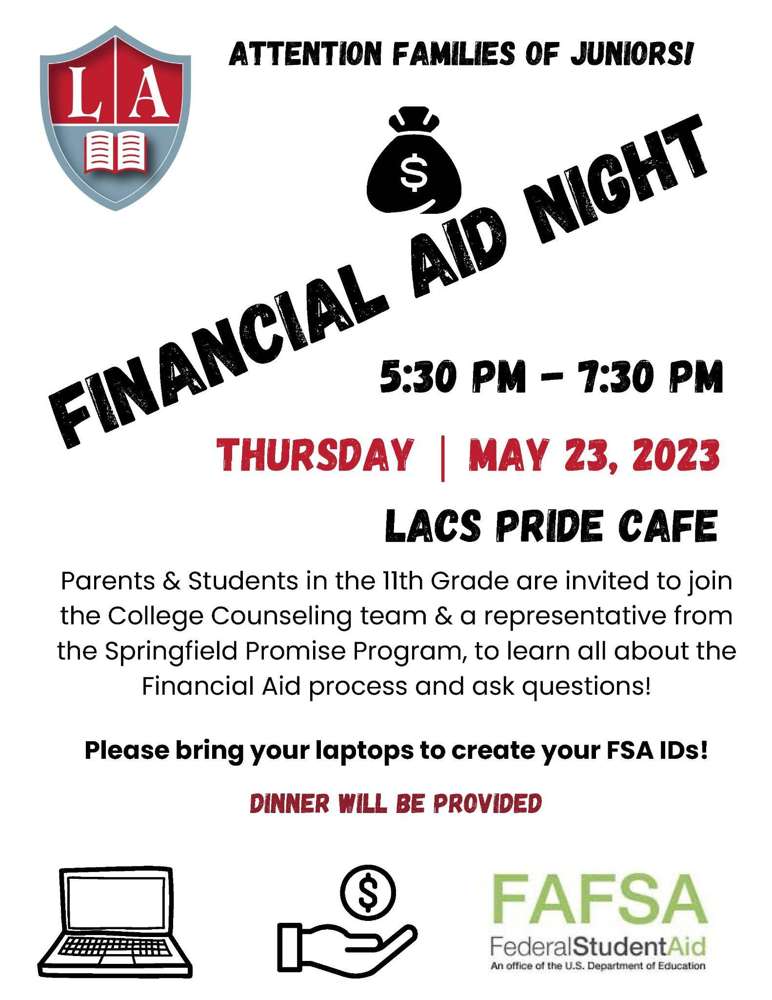 L A
ATTENTION FAMILIES OF JUNIORS!
$
FINANCIAL AID NIGHT
5:30 PM - 7:30 PM
THURSDAY | MAY 23, 2023
LACS PRIDE CAFE
Parents & Students in the 11th Grade are invited to join
the College Counseling team & a representative from
the Springfield Promise Program, to learn all about the
Financial Aid process and ask questions!
Please bring your laptops to create your FSA IDs!
DINNER WILL BE PROVIDED
$
FAFSA
FederalStudentAid
An office of the U.S. Department of Education